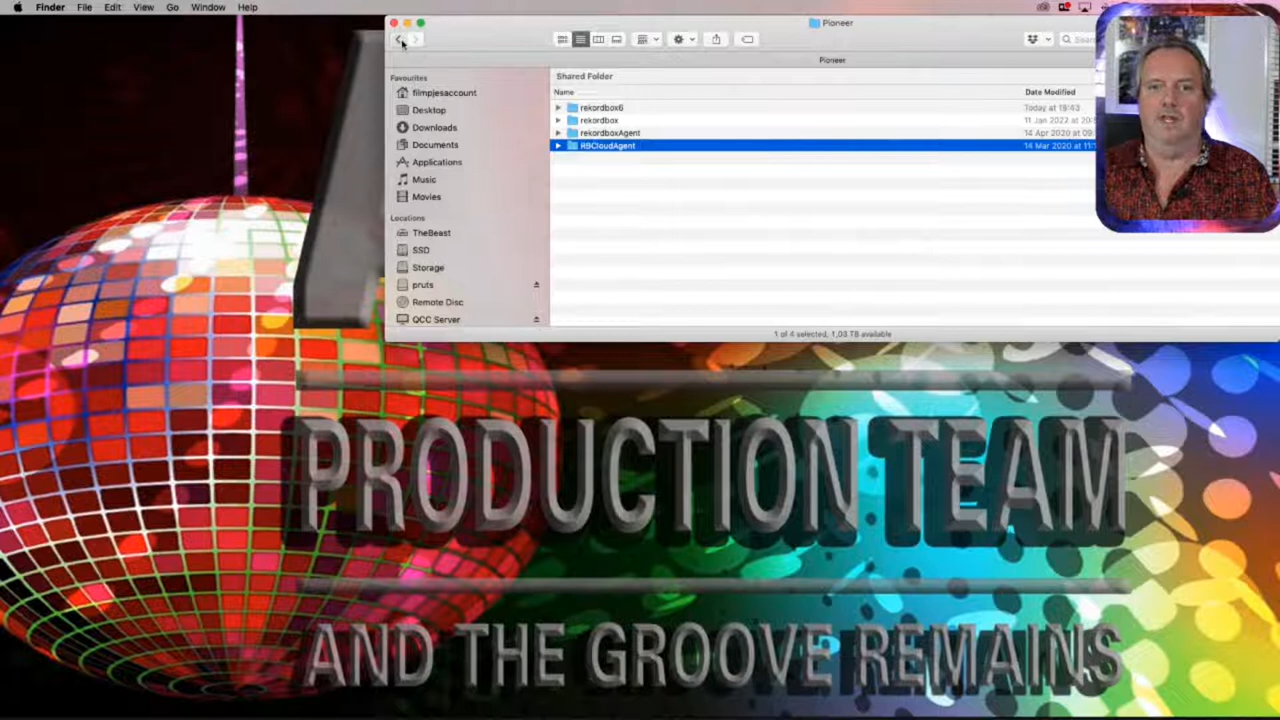 Finder File Edit View Go Window Help
Pioneer
Pioneer
Favourites
filmpjesaccount
Desktop
Downloads
Documents
Applications
Music
Movies
Locations
TheBeast
SSD
Storage
pruts
Remote Disc
QCC Server
Shared Folder
Name Date Modified
rekordbox6 Today at 19:43
rekordbox 11 Jan 2022 at
rekordboxAgent 14 Apr 2020 at
RBCloudAgent 14 Mar 2020 at
1 of 4 selected, 1,03 TB available
PRODUCTION TEAM
AND THE GROOVE REMAINS